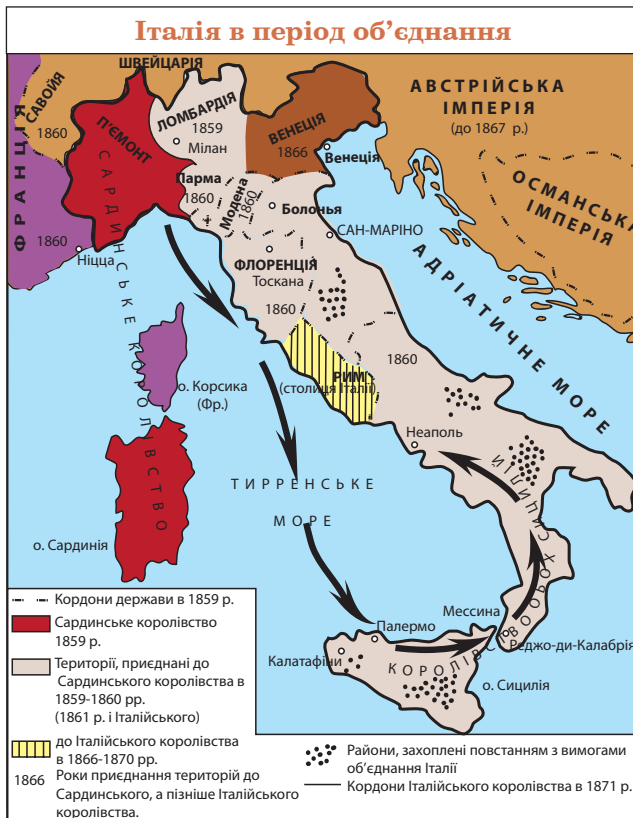 Італія в період об’єднання
ШВЕЙЦАРІЯ
САВОЙЯ
1860
ФРАНЦІЯ
1860
Ніцца
П’ЄМОНТ
САРДИНСЬКЕ КОРОЛІВСТВО
ЛОМБАРДІЯ
1859
Мілан
ВЕНЕЦІЯ
1866
Венеція
АВСТРІЙСЬКА
ІМПЕРІЯ
(до 1867 р.)
ОСМАНСЬКА
ІМПЕРІЯ
Парма
1860
Модена
1860
Болонья
САН-МАРІНО
ФЛОРЕНЦІЯ
Тоскана
1860
1860
АДРІАТИЧНЕ МОРЕ
РИМ
(столиця Італії)
о. Корсика
(Фр.)
Неаполь
ТИРРЕНСЬКЕ
МОРЕ
о. Сардинія
КОРОЛІВСТВО ОБОХ СИЦИЛІЙ
Мессина
Палермо
Реджо-ди-Калабрія
Калатафіни
о. Сицилія
Кордони держави в 1859 р.
Сардинське королівство
1859 р.
Території, приєднані до
Сардинського королівства в
1859-1860 рр.
(1861 р. і Італійського)
до Італійського королівства
в 1866-1870 рр.
1866 Роки приєднання територій до
Сардинського, а пізніше Італійського
королівства.
Райони, захоплені повстанням з вимогами
об’єднання Італії
Кордони Італійського королівства в 1871 р.